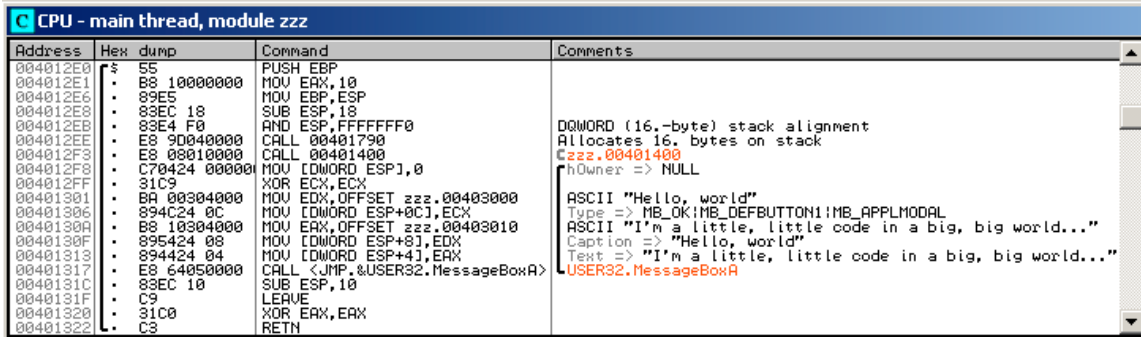 C CPU - main thread, module zzz
Address Hex dump Command Comments
004012E0 $ 55 PUSH EBP
004012E1 . B8 10000000 MOV EAX,10
004012E6 . 89E5 MOV EBP,ESP
004012E8 . 83EC 18 SUB ESP,18
004012EB . 83E4 F0 AND ESP,FFFFFFF0 DQWORD (16.-byte) stack alignment
004012EE . E8 9D040000 CALL 00401790 Allocates 16. bytes on stack
004012F3 . E8 08010000 CALL 00401400 zzz.00401400
004012F8 . C70424 00000 MOV [DWORD ESP],0 hOwner => NULL
004012FF . 31C9 XOR ECX,ECX
00401301 . BA 00304000 MOV EDX,OFFSET zzz.00403000 ASCII "Hello, world"
00401306 . 894C24 0C MOV [DWORD ESP+0C],ECX Type => MB_OK|MB_DEFBUTTON1|MB_APPLMODAL
0040130A . B8 10304000 MOV EAX,OFFSET zzz.00403010 ASCII "I'm a little, little code in a big, big world..."
0040130F . 895424 08 MOV [DWORD ESP+8],EDX Caption => "Hello, world"
00401313 . 894424 04 MOV [DWORD ESP+4],EAX Text => "I'm a little, little code in a big, big world..."
00401317 . E8 64050000 CALL <JMP.&USER32.MessageBoxA> USER32.MessageBoxA
0040131C . 83EC 10 SUB ESP,10
0040131F . C9 LEAVE
00401320 . 31C0 XOR EAX,EAX
00401322 . C3 RETN